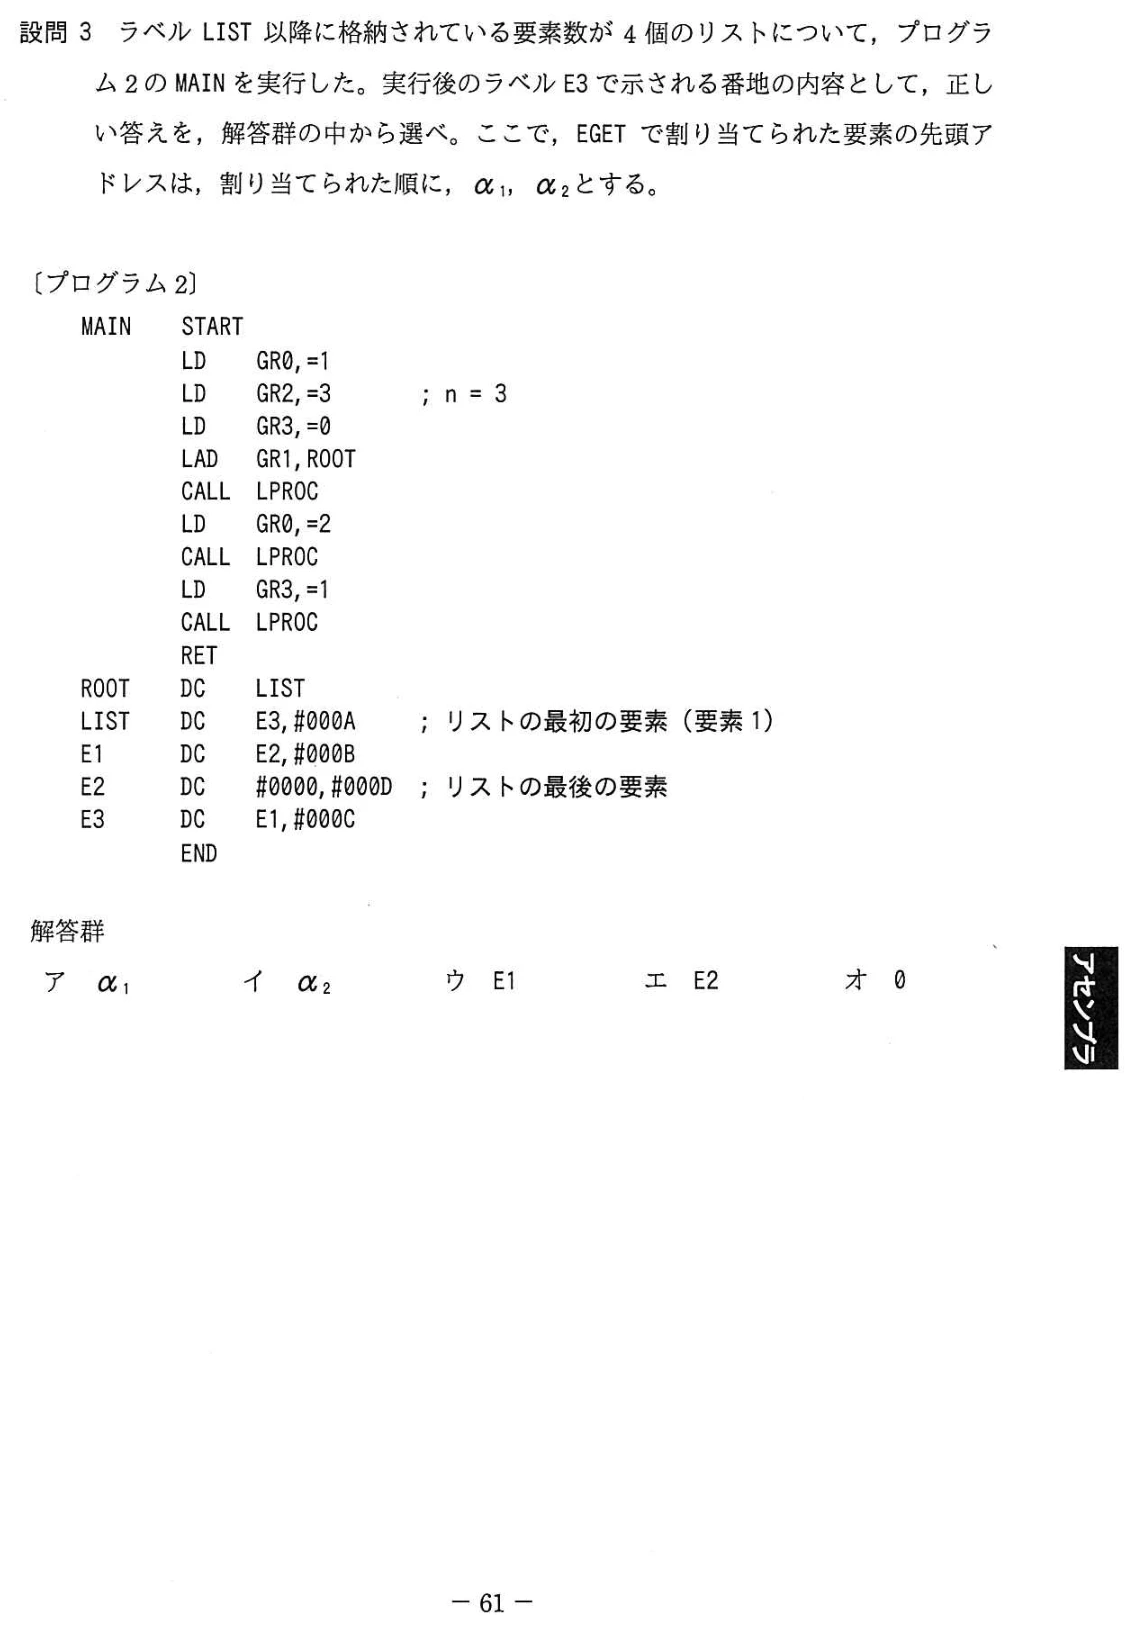 設問 3　ラベル LIST 以降に格納されている要素数が 4 個のリストについて，プログラ
ム 2 の MAIN を実行した。実行後のラベル E3 で示される番地の内容として，正し
い答えを，解答群の中から選べ。ここで，EGET で割り当てられた要素の先頭ア
ドレスは，割り当てられた順に，α1，α2とする。
〔プログラム 2〕
MAIN START
LD GR0,=1
LD GR2,=3 ; n = 3
LD GR3,=0
LAD GR1,ROOT
CALL LPROC
LD GR0,=2
CALL LPROC
LD GR3,=1
CALL LPROC
RET
ROOT DC LIST
LIST DC E3,#000A ; リストの最初の要素（要素 1）
E1 DC E2,#000B
E2 DC #0000,#000D ; リストの最後の要素
E3 DC E1,#000C
END
解答群
ア α1 イ α2 ウ E1 エ E2 オ 0
アセンブラ
－ 61 －